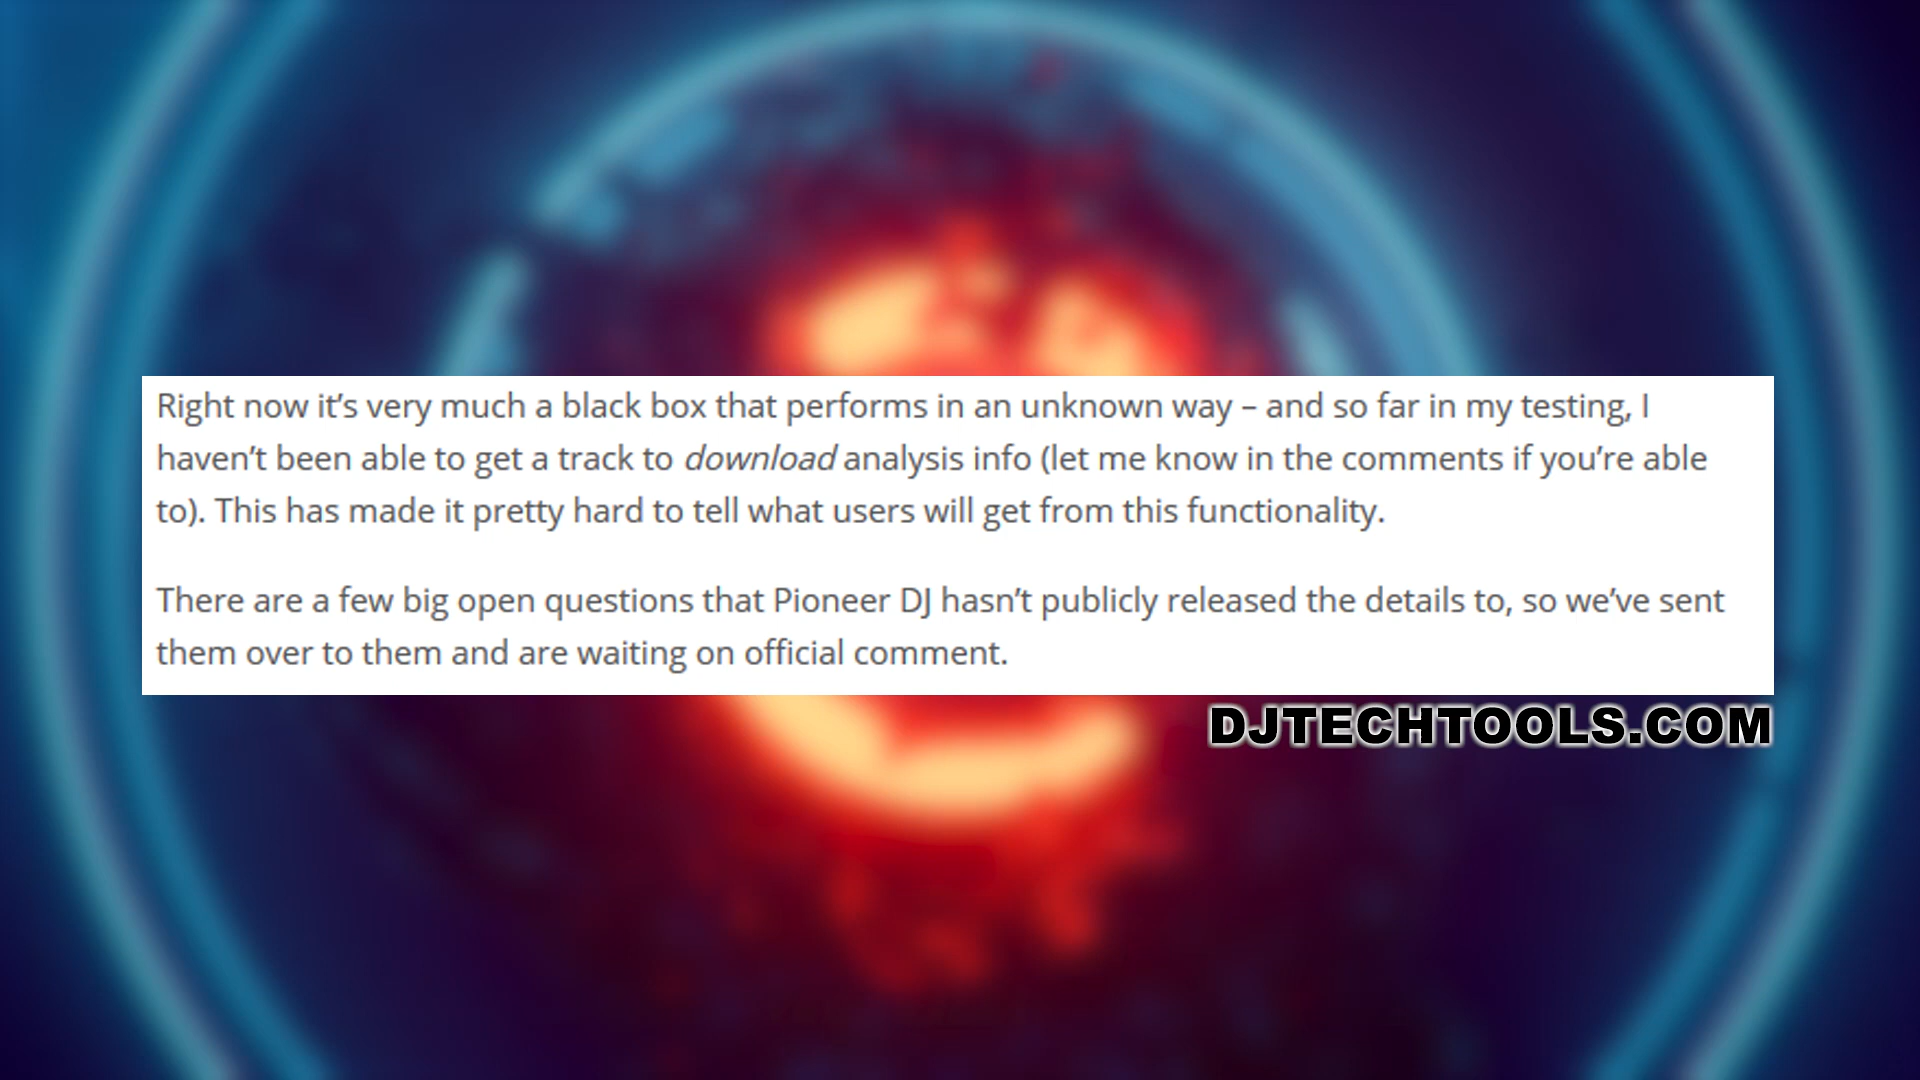 Right now it’s very much a black box that performs in an unknown way – and so far in my testing, I
haven’t been able to get a track to download analysis info (let me know in the comments if you’re able
to). This has made it pretty hard to tell what users will get from this functionality.
There are a few big open questions that Pioneer DJ hasn’t publicly released the details to, so we’ve sent
them over to them and are waiting on official comment.
DJTECHTOOLS.COM